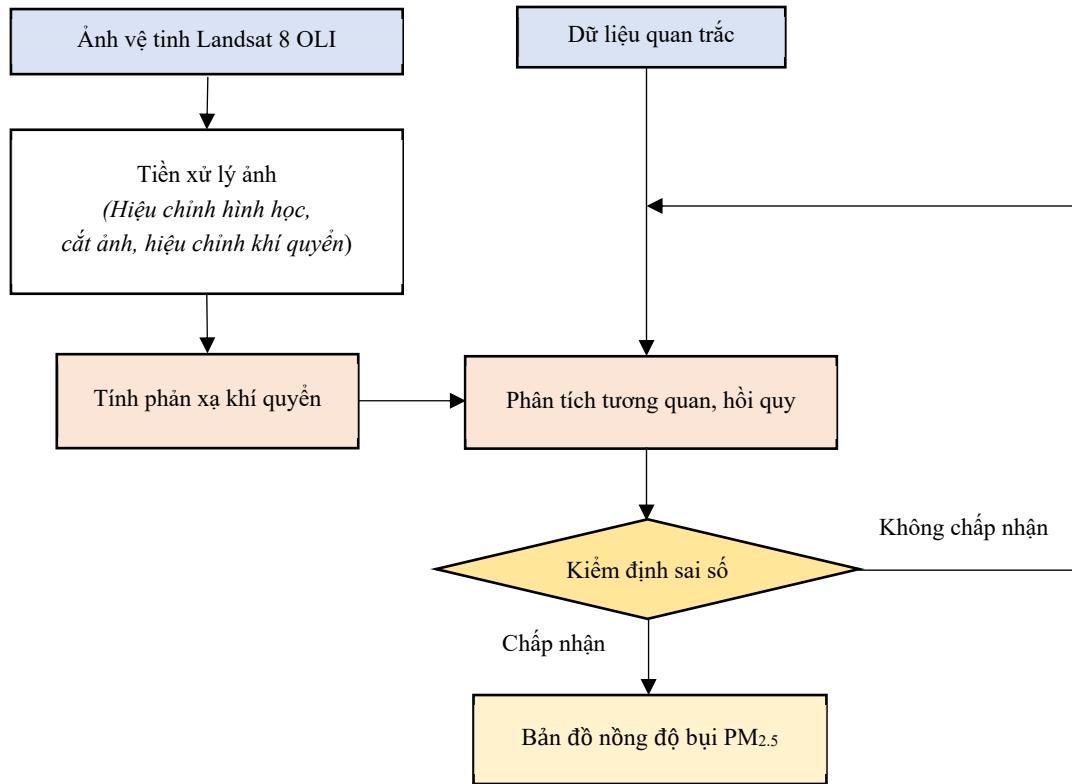 Ảnh vệ tinh Landsat 8 OLI
Dữ liệu quan trắc
Tiền xử lý ảnh
(Hiệu chỉnh hình học,
cắt ảnh, hiệu chỉnh khí quyển)
Tính phản xạ khí quyển
Phân tích tương quan, hồi quy
Không chấp nhận
Kiểm định sai số
Chấp nhận
Bản đồ nồng độ bụi PM2.5